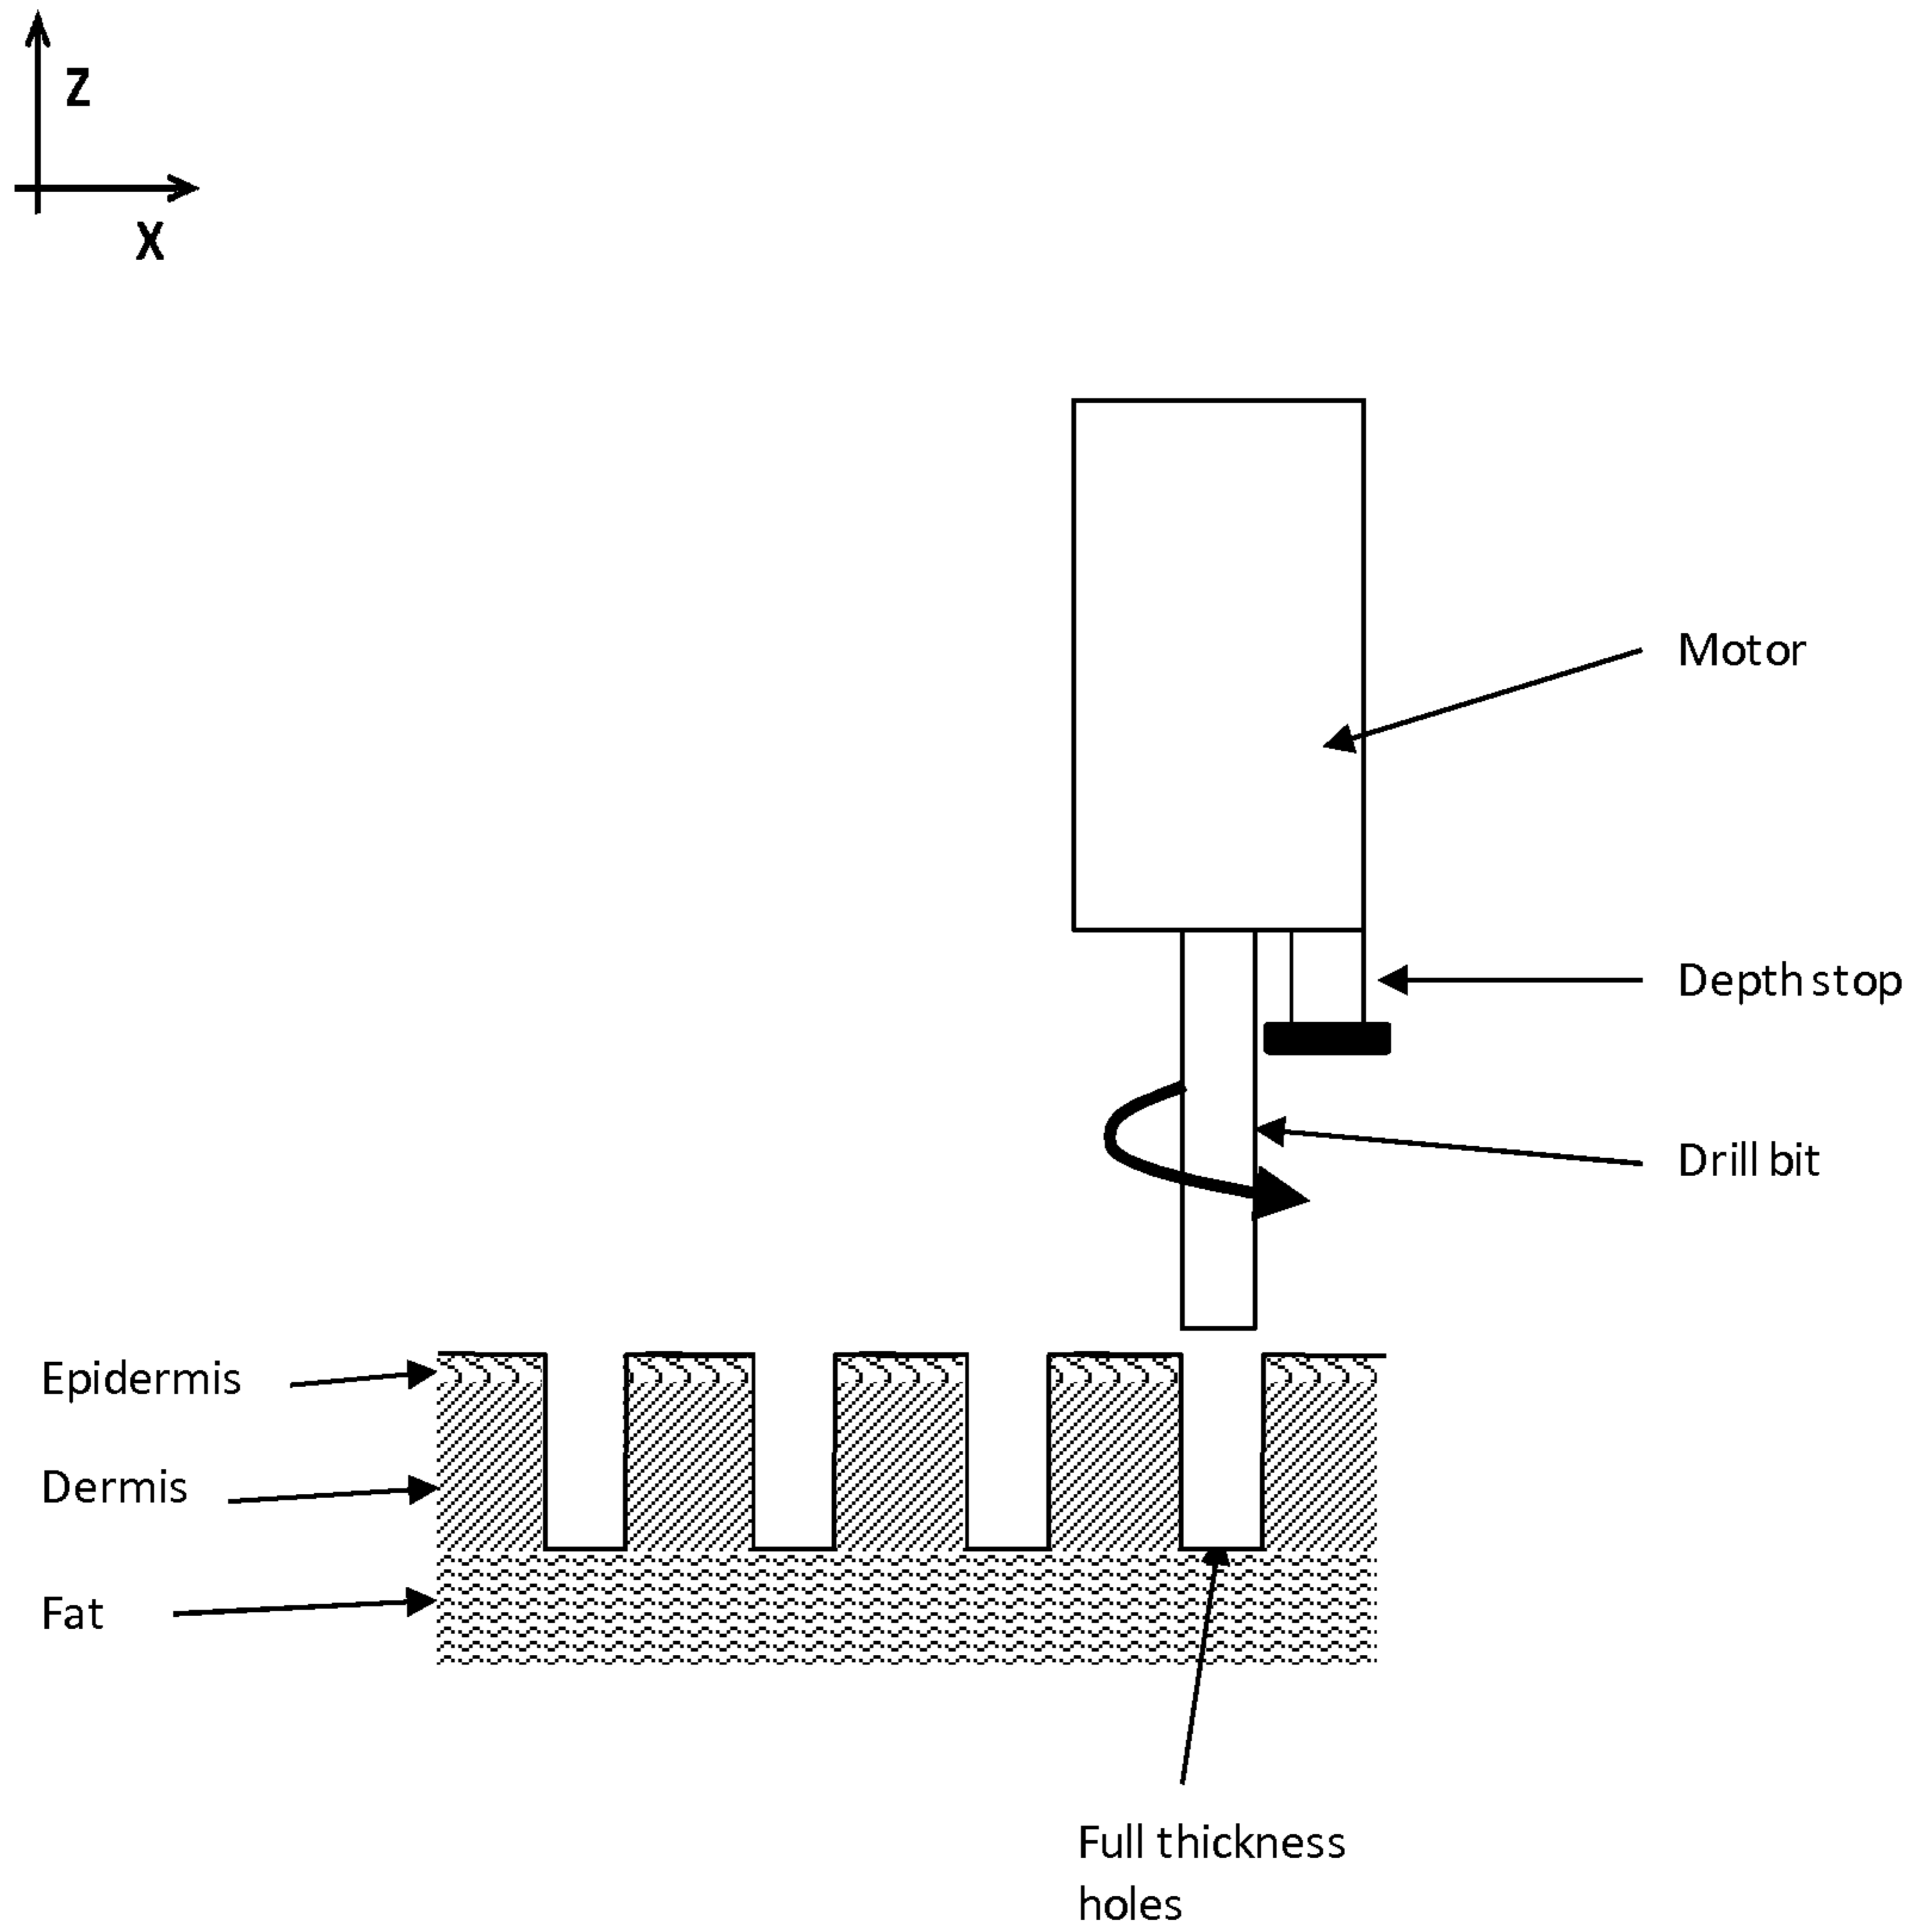 Z
X
Motor
Depth stop
Drill bit
Epidermis
Dermis
Fat
Full thickness
holes